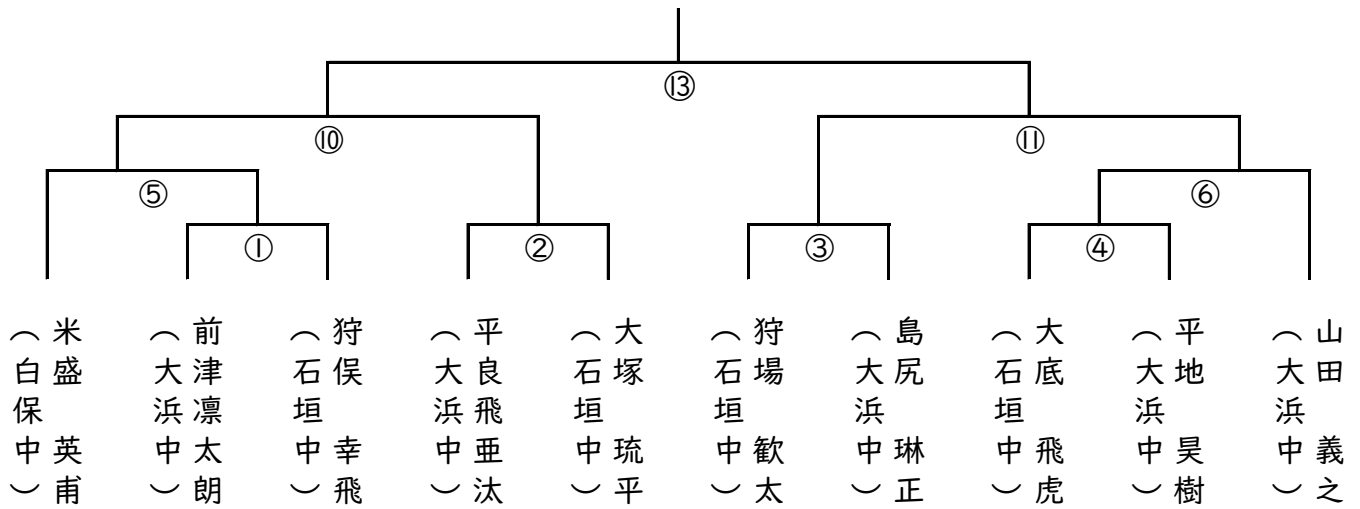 ⑬
⑩
⑪
⑤
⑥
①
②
③
④
米盛 英甫
（白保中）
前津凛太朗
（大浜中）
狩俣 幸飛
（石垣中）
平良飛亜汰
（大浜中）
大塚 琉平
（石垣中）
狩場 歓太
（石垣中）
島尻 琳正
（大浜中）
大底 飛虎
（石垣中）
平地 昊樹
（大浜中）
山田 義之
（大浜中）